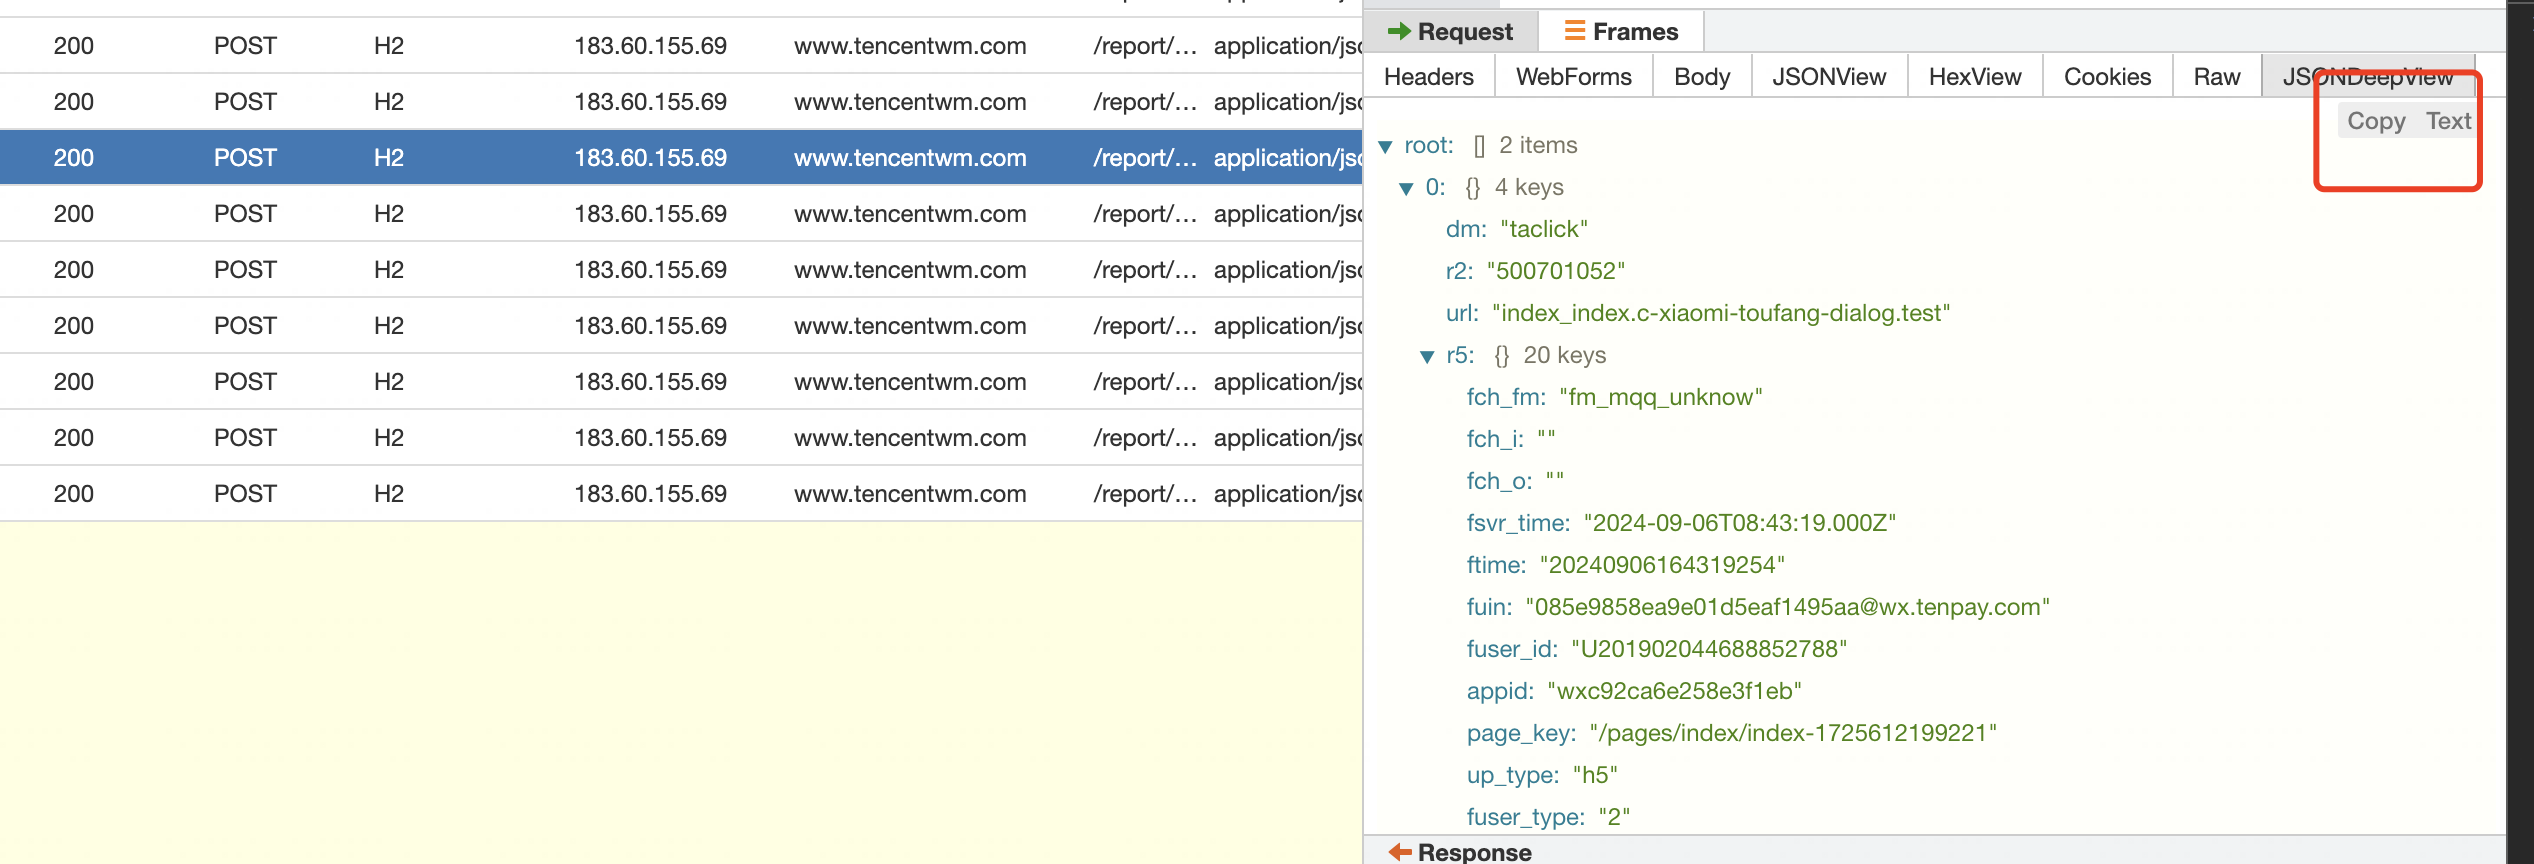 200 POST H2 183.60.155.69 www.tencentwm.com /report/... application/jsc
200 POST H2 183.60.155.69 www.tencentwm.com /report/... application/jsc
200 POST H2 183.60.155.69 www.tencentwm.com /report/... application/jsc
200 POST H2 183.60.155.69 www.tencentwm.com /report/... application/jsc
200 POST H2 183.60.155.69 www.tencentwm.com /report/... application/jsc
200 POST H2 183.60.155.69 www.tencentwm.com /report/... application/jsc
200 POST H2 183.60.155.69 www.tencentwm.com /report/... application/jsc
200 POST H2 183.60.155.69 www.tencentwm.com /report/... application/jsc
200 POST H2 183.60.155.69 www.tencentwm.com /report/... application/jsc
Request Frames
Headers WebForms Body JSONView HexView Cookies Raw JSONDeepView
Copy Text
root: [] 2 items
0: {} 4 keys
dm: "taclick"
r2: "500701052"
url: "index_index.c-xiaomi-toufang-dialog.test"
r5: {} 20 keys
fch_fm: "fm_mqq_unknow"
fch_i: ""
fch_o: ""
fsvr_time: "2024-09-06T08:43:19.000Z"
ftime: "20240906164319254"
fuin: "085e9858ea9e01d5eaf1495aa@wx.tenpay.com"
fuser_id: "U201902044688852788"
appid: "wxc92ca6e258e3f1eb"
page_key: "/pages/index/index-1725612199221"
up_type: "h5"
fuser_type: "2"
Response